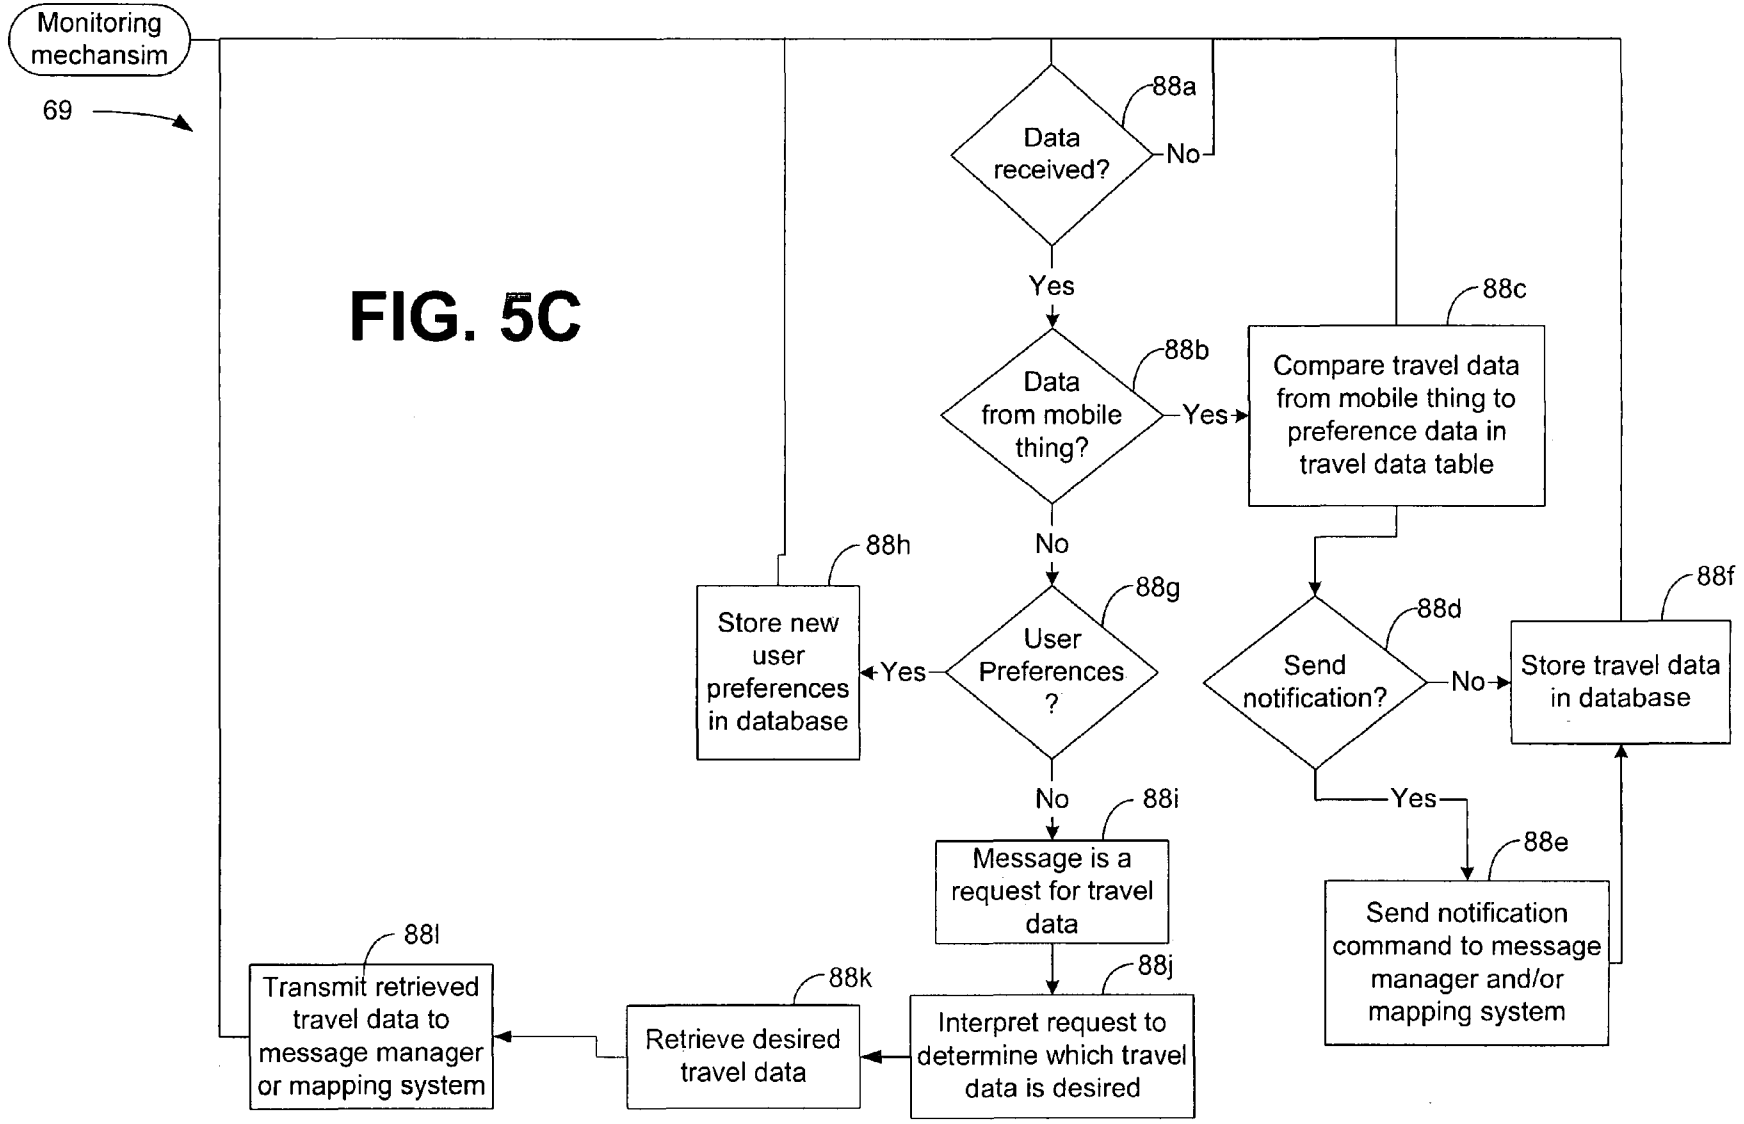 Monitoring
mechansim
69
FIG. 5C
88a
Data
received?
No
Yes
88b
Data
from mobile
thing?
Yes
88c
Compare travel data
from mobile thing to
preference data in
travel data table
No
88h
Store new
user
preferences
in database
Yes
88g
User
Preferences
?
88d
Send
notification?
No
88f
Store travel data
in database
Yes
88e
Send notification
command to message
manager and/or
mapping system
No
88i
Message is a
request for travel
data
88j
Interpret request to
determine which travel
data is desired
88k
Retrieve desired
travel data
88l
Transmit retrieved
travel data to
message manager
or mapping system